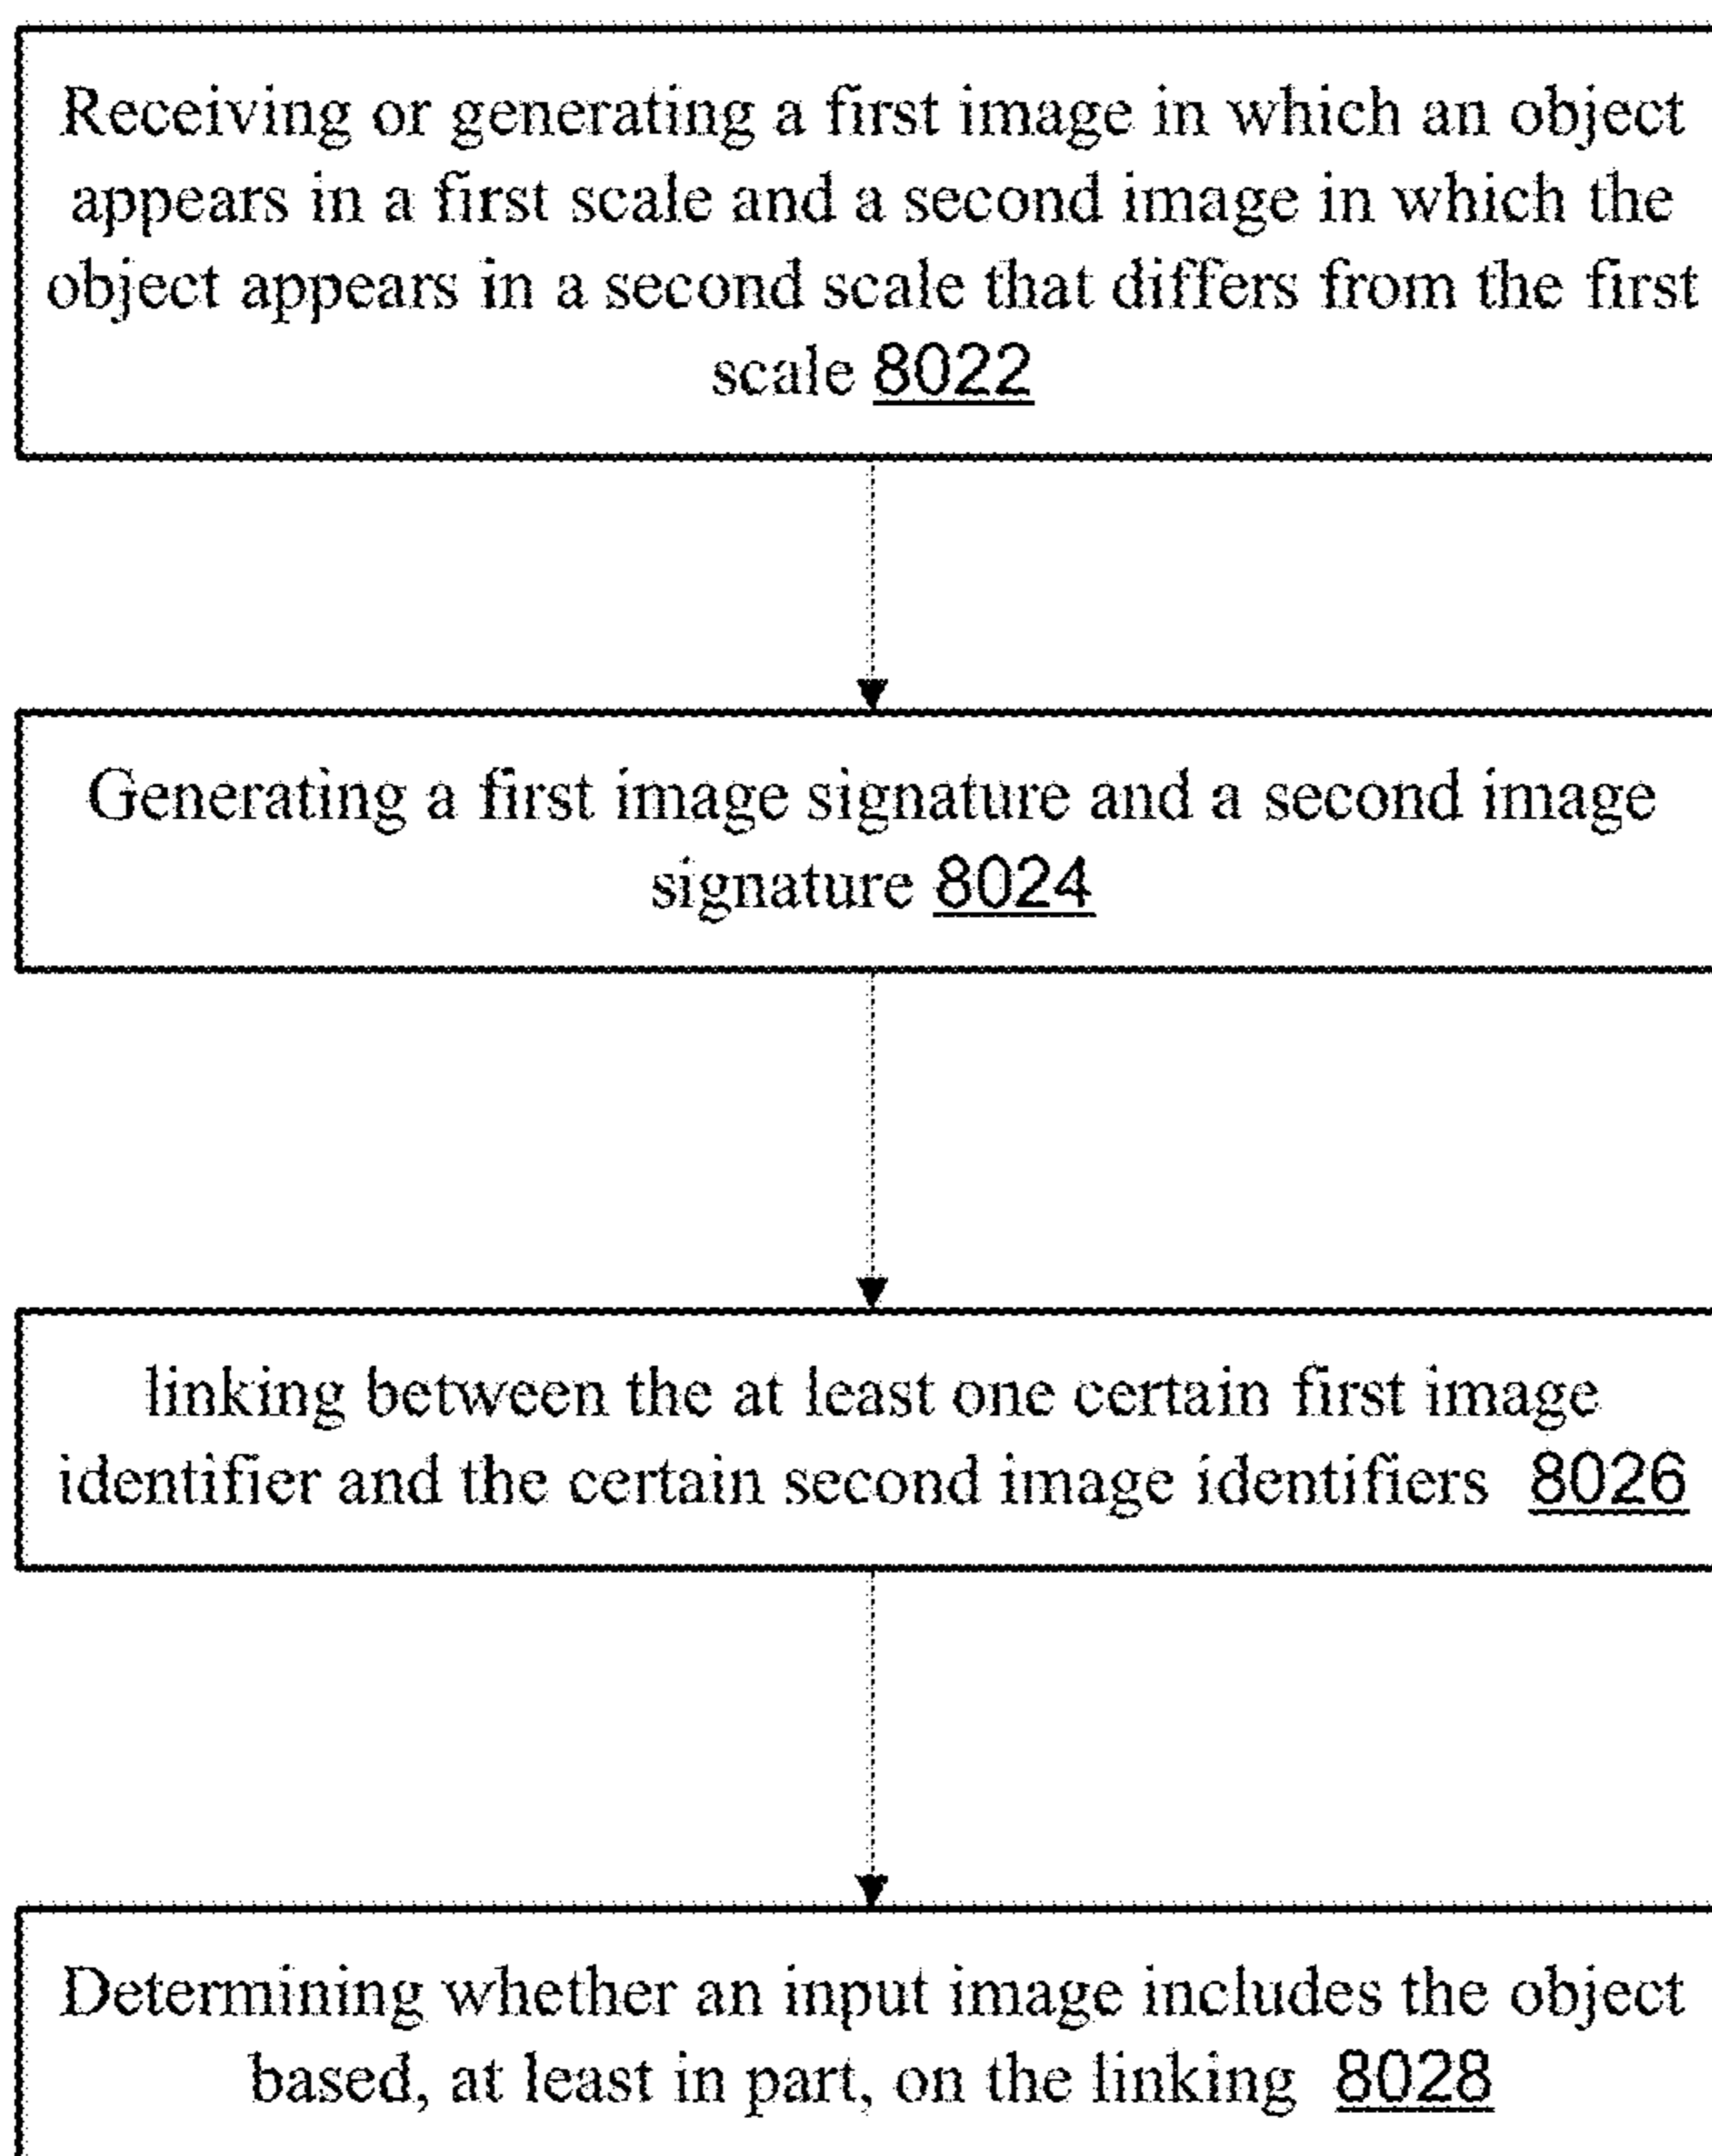 Receiving or generating a first image in which an object
appears in a first scale and a second image in which the
object appears in a second scale that differs from the first
scale 8022
Generating a first image signature and a second image
signature 8024
linking between the at least one certain first image
identifier and the certain second image identifiers 8026
Determining whether an input image includes the object
based, at least in part, on the linking 8028